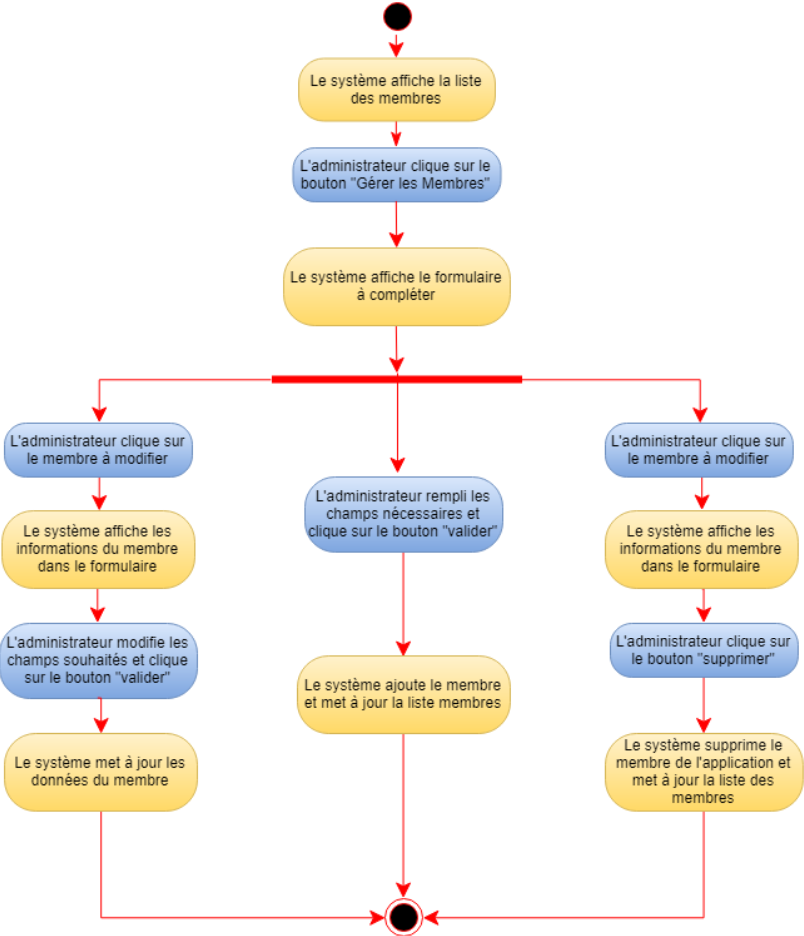 Le système affiche la liste
des membres
L'administrateur clique sur le
bouton "Gérer les Membres"
Le système affiche le formulaire
à compléter
L'administrateur clique sur
le membre à modifier
Le système affiche les
informations du membre
dans le formulaire
L'administrateur modifie les
champs souhaités et clique
sur le bouton "valider"
Le système met à jour les
données du membre
L'administrateur rempli les
champs nécessaires et
clique sur le bouton "valider"
Le système ajoute le membre
et met à jour la liste membres
L'administrateur clique sur
le membre à modifier
Le système affiche les
informations du membre
dans le formulaire
L'administrateur clique sur
le bouton "supprimer"
Le système supprime le
membre de l'application et
met à jour la liste des
membres